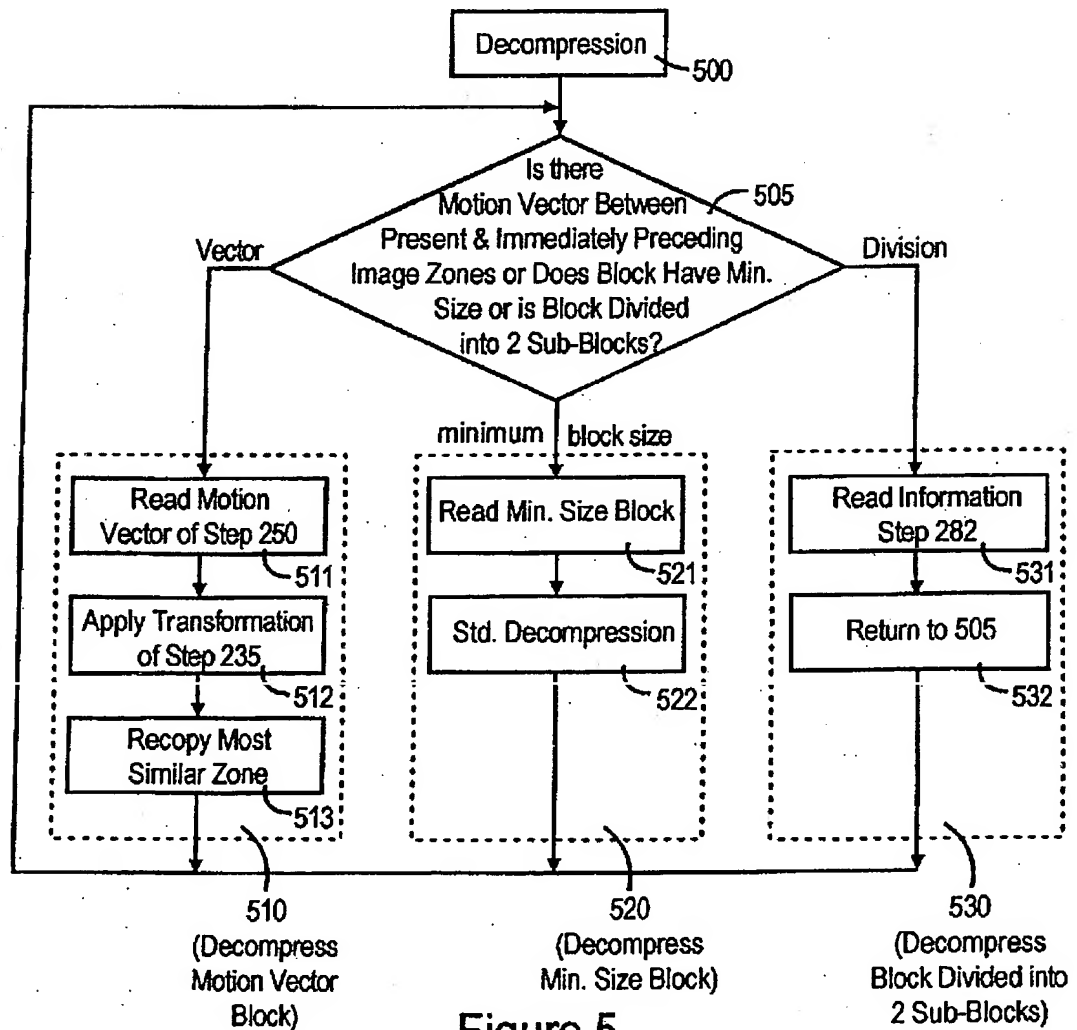 Decompression
500
Is there
Motion Vector Between
Present & Immediately Preceding
Image Zones or Does Block Have Min.
Size or is Block Divided
into 2 Sub-Blocks?
505
Vector
Division
minimum block size
Read Motion
Vector of Step 250
511
Apply Transformation
of Step 235
512
Recopy Most
Similar Zone
513
Read Min. Size Block
521
Std. Decompression
522
Read Information
Step 282
531
Return to 505
532
510
(Decompress
Motion Vector
Block)
520
(Decompress
Min. Size Block)
530
(Decompress
Block Divided into
2 Sub-Blocks)
Figure 5